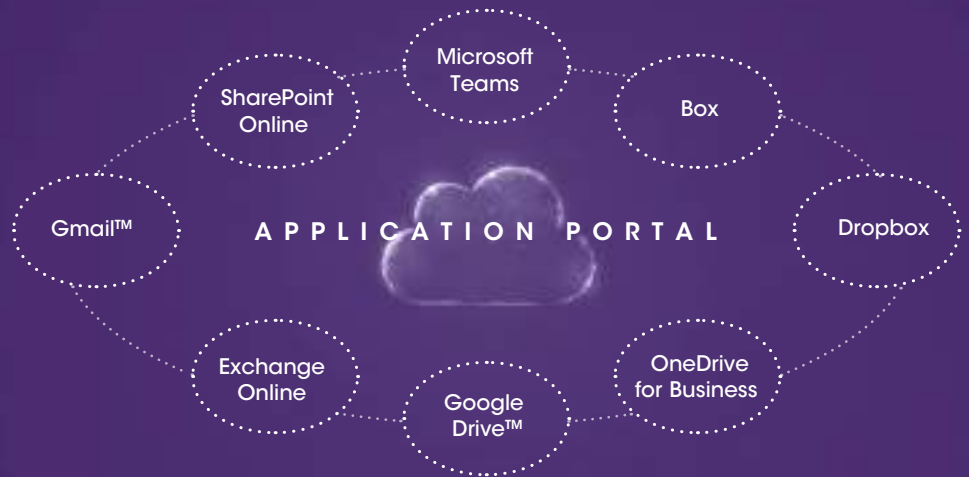 Microsoft
Teams
SharePoint
Online
Box
Gmail™
APPLICATION PORTAL
Dropbox
Exchange
Online
OneDrive
for Business
Google
Drive™